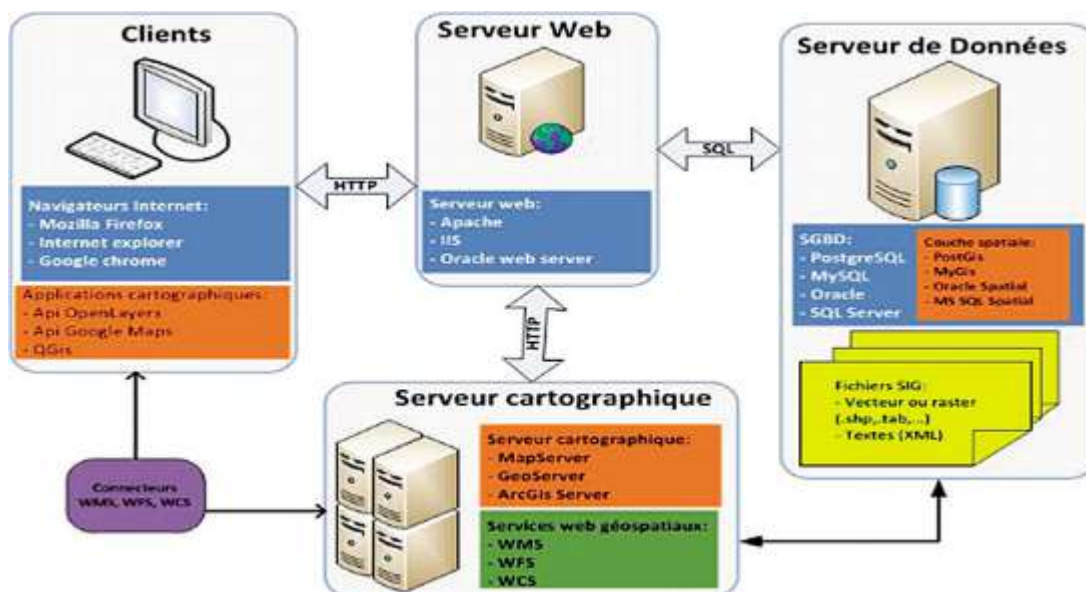 Clients
Navigateurs Internet:
- Mozilla Firefox
- Internet explorer
- Google chrome
Applications cartographiques:
- Api OpenLayers
- Api Google Maps
- QGis
HTTP
Serveur Web
Serveur web:
- Apache
- IIS
- Oracle web server
SQL
Serveur de Données
SGBD:
- PostgreSQL
- MySQL
- Oracle
- SQL Server
Couche spatiale:
- PostGis
- MyGis
- Oracle Spatial
- MS SQL Spatial
Fichiers SIG:
- Vecteur ou raster
(.shp,.tab,...)
- Textes (XML)
HTTP
Serveur cartographique
Serveur cartographique:
- MapServer
- GeoServer
- ArcGis Server
Services web géospatiaux:
- WMS
- WFS
- WCS
Connecteurs
WMS, WFS, WCS